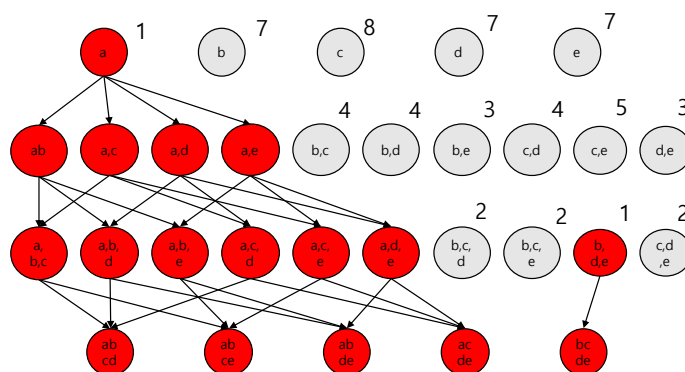 1 7 8 7 7
a b c d e
4 4 3 4 5 3
ab a,c a,d a,e b,c b,d b,e c,d c,e d,e
2 2 1 2
a, a,b, a,b, a,c, a,c, a,d, b,c, b,c, b, c,d
b,c d e d e e d e d,e ,e
ab ab ab ac bc
cd ce de de de